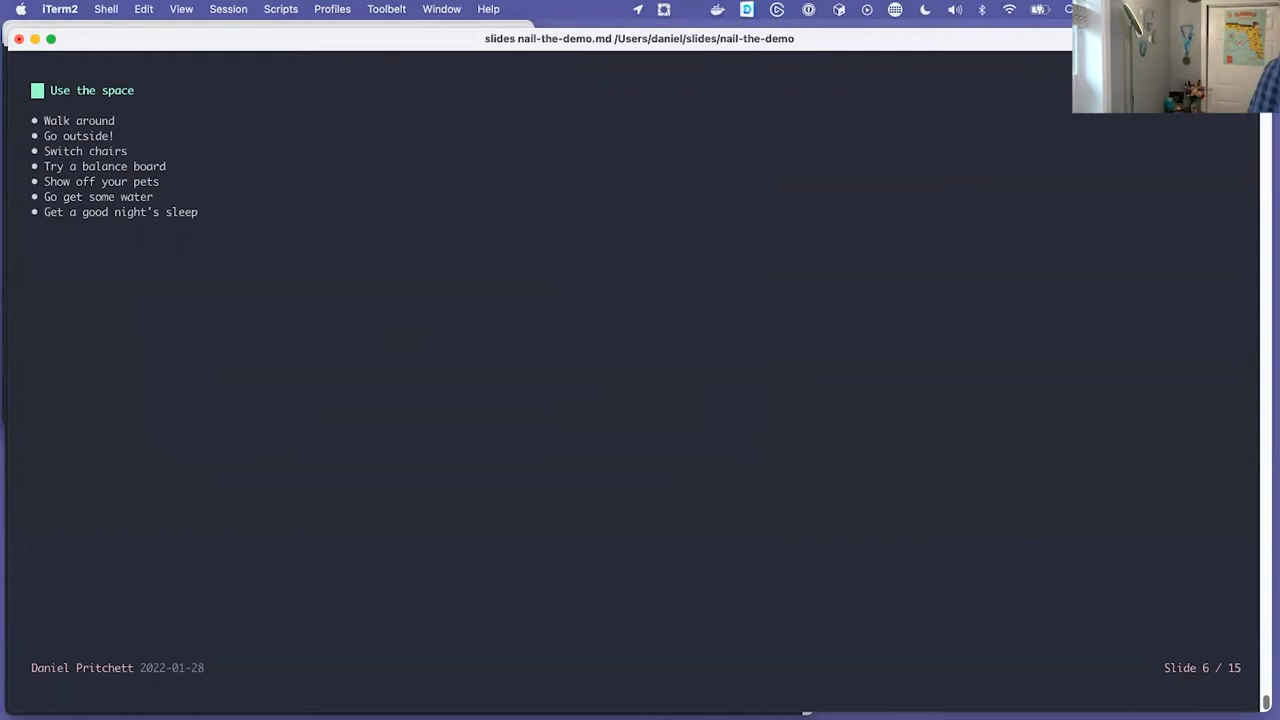 iTerm2 Shell Edit View Session Scripts Profiles Toolbelt Window Help
slides nail-the-demo.md /Users/daniel/slides/nail-the-demo
Use the space
• Walk around
• Go outside!
• Switch chairs
• Try a balance board
• Show off your pets
• Go get some water
• Get a good night's sleep
Daniel Pritchett 2022-01-28
Slide 6 / 15